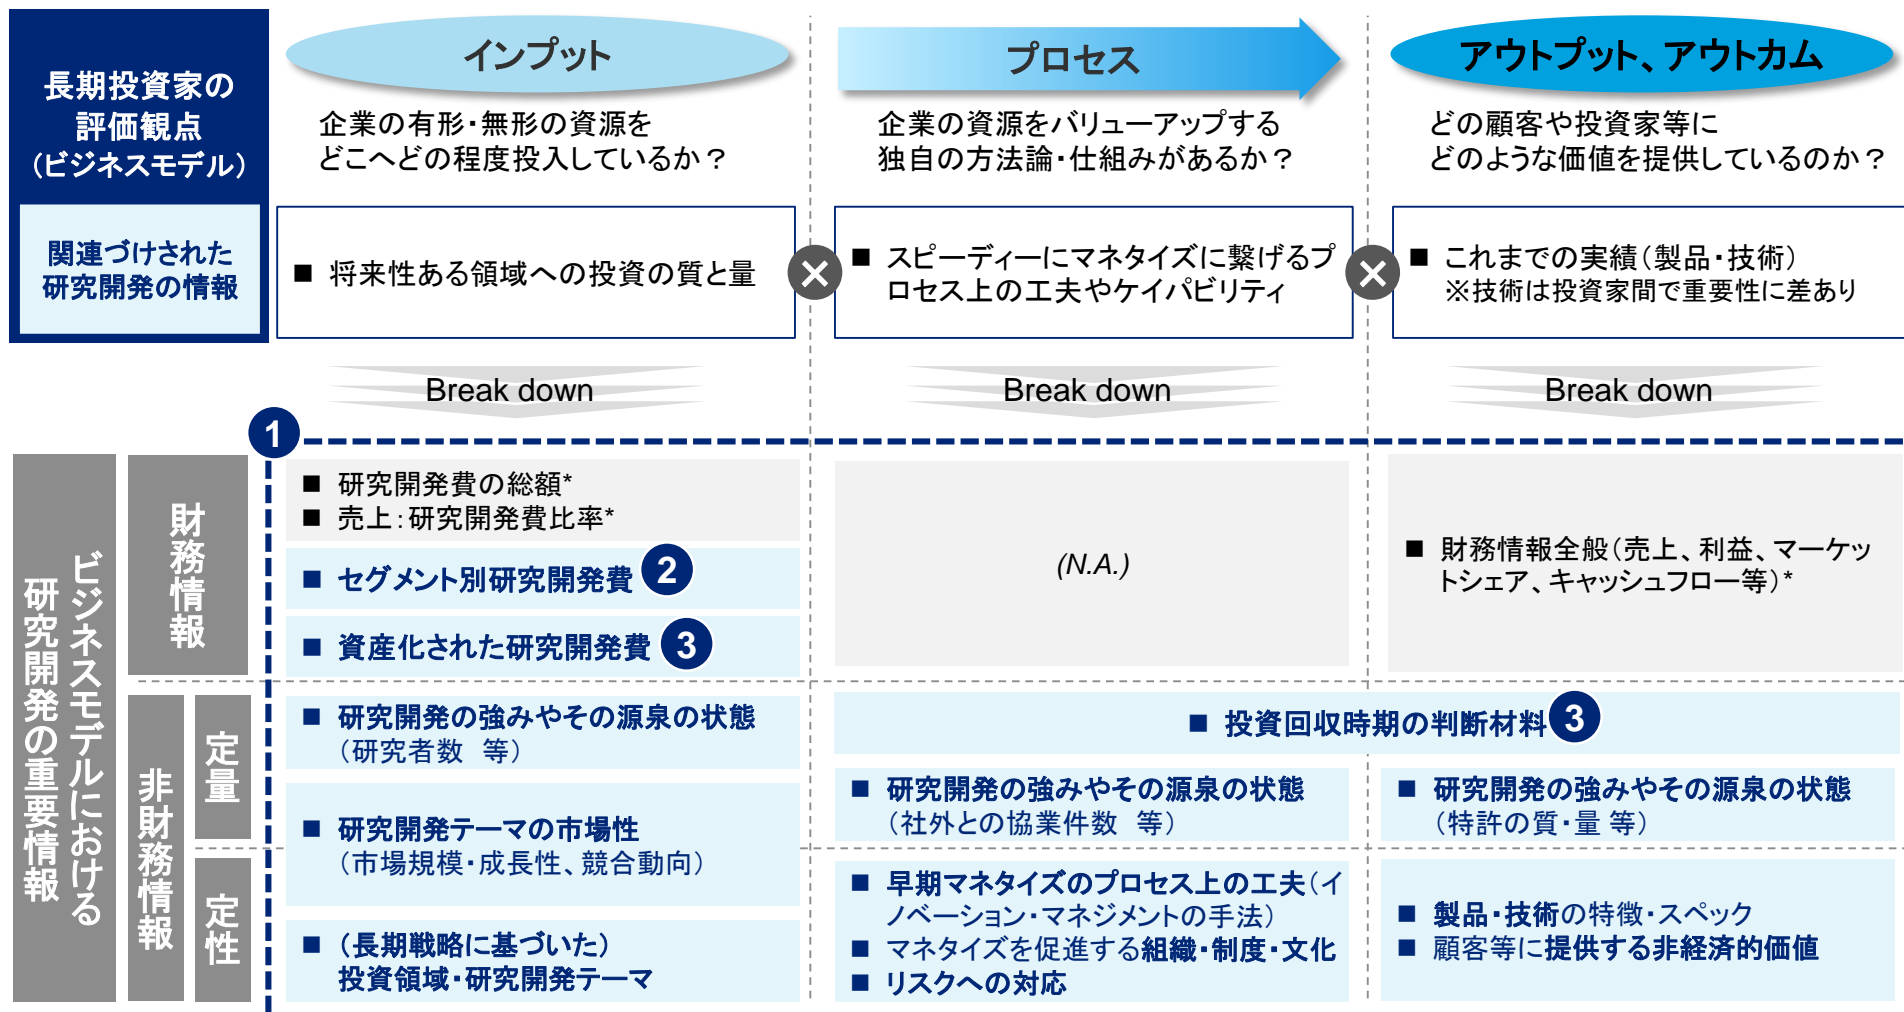 長期投資家の
評価観点
（ビジネスモデル）
関連づけされた
研究開発の情報
インプット
企業の有形・無形の資源を
どこへどの程度投入しているか？
■ 将来性ある領域への投資の質と量
プロセス
企業の資源をバリューアップする
独自の方法論・仕組みがあるか？
■ スピーディーにマネタイズに繋げるプ
ロセス上の工夫やケイパビリティ
アウトプット、アウトカム
どの顧客や投資家等に
どのような価値を提供しているのか？
■ これまでの実績（製品・技術）
※技術は投資家間で重要性に差あり
×
×
Break down
Break down
Break down
1
ビジネスモデルにおける
研究開発の重要情報
財務情報
■ 研究開発費の総額*
■ 売上：研究開発費比率*
■ セグメント別研究開発費 2
■ 資産化された研究開発費 3
(N.A.)
■ 財務情報全般（売上、利益、マーケッ
トシェア、キャッシュフロー等）*
非財務情報
定量
■ 研究開発の強みやその源泉の状態
（研究者数 等）
■ 研究開発テーマの市場性
（市場規模・成長性、競合動向）
■ 投資回収時期の判断材料 3
■ 研究開発の強みやその源泉の状態
（社外との協業件数 等）
■ 研究開発の強みやその源泉の状態
（特許の質・量 等）
定性
■ （長期戦略に基づいた）
投資領域・研究開発テーマ
■ 早期マネタイズのプロセス上の工夫（イ
ノベーション・マネジメントの手法）
■ マネタイズを促進する組織・制度・文化
■ リスクへの対応
■ 製品・技術の特徴・スペック
■ 顧客等に提供する非経済的価値